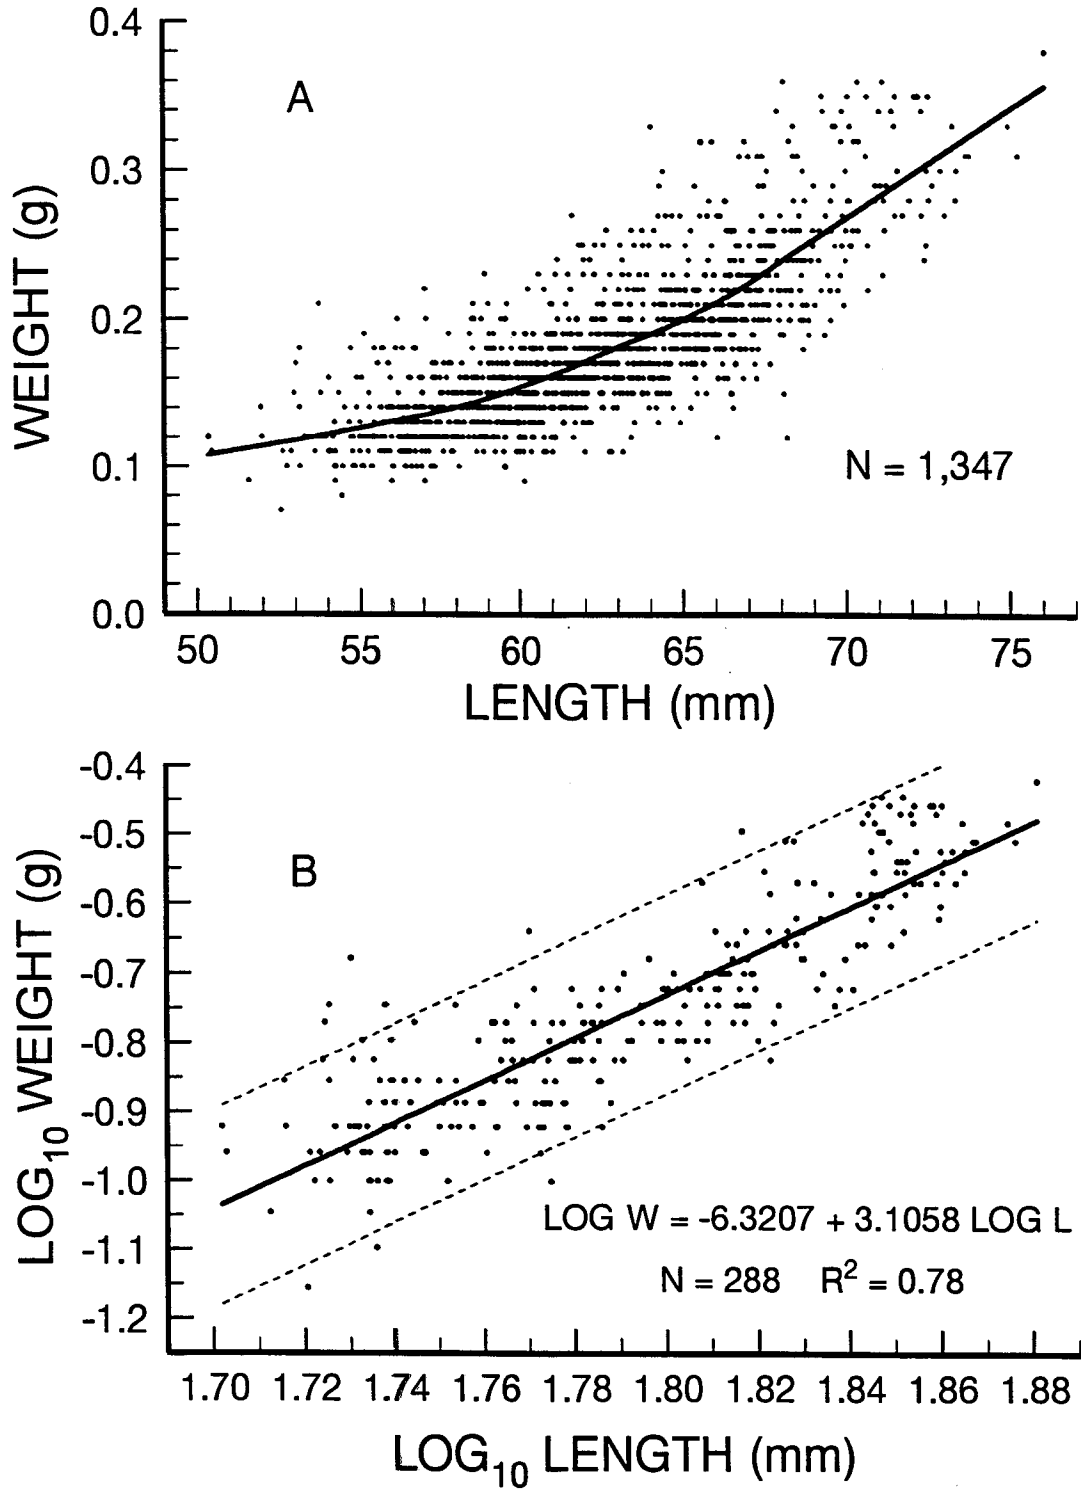 0.4
0.3
0.2
0.1
0.0
WEIGHT (g)
A
N = 1,347
50 55 60 65 70 75
LENGTH (mm)
-0.4
-0.5
-0.6
-0.7
-0.8
-0.9
-1.0
-1.1
-1.2
LOG₁₀ WEIGHT (g)
B
LOG W = -6.3207 + 3.1058 LOG L
N = 288 R² = 0.78
1.70 1.72 1.74 1.76 1.78 1.80 1.82 1.84 1.86 1.88
LOG₁₀ LENGTH (mm)